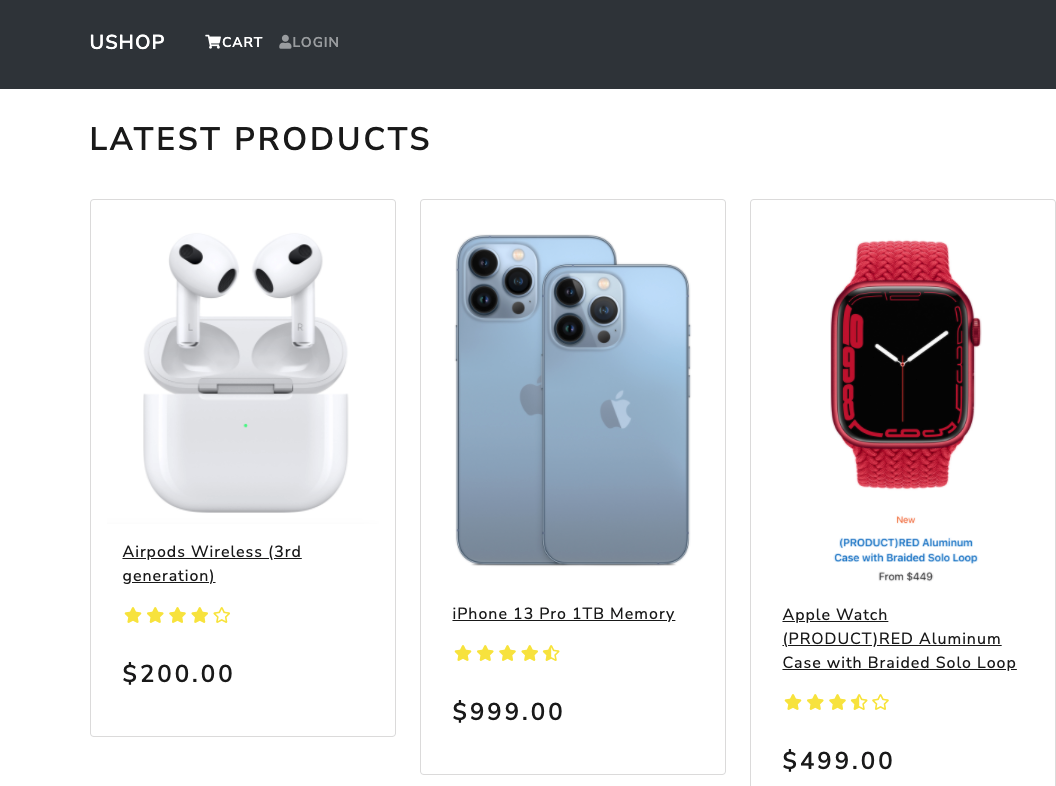 USHOP
CART
LOGIN
LATEST PRODUCTS
L
R
Airpods Wireless (3rd
generation)
$200.00
iPhone 13 Pro 1TB Memory
$999.00
New
(PRODUCT)RED Aluminum
Case with Braided Solo Loop
From $449
Apple Watch
(PRODUCT)RED Aluminum
Case with Braided Solo Loop
$499.00